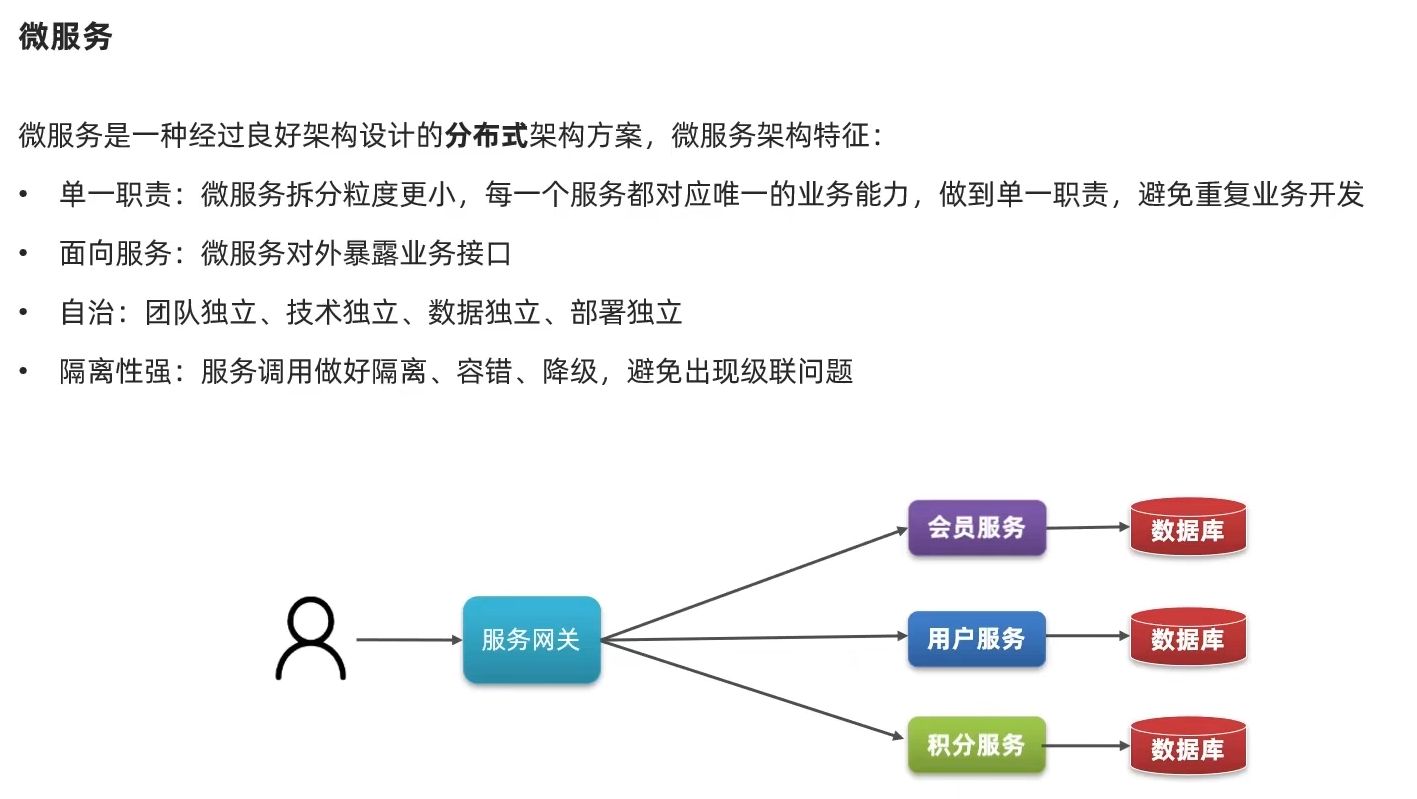 微服务
微服务是一种经过良好架构设计的分布式架构方案，微服务架构特征：
• 单一职责：微服务拆分粒度更小，每一个服务都对应唯一的业务能力，做到单一职责，避免重复业务开发
• 面向服务：微服务对外暴露业务接口
• 自治：团队独立、技术独立、数据独立、部署独立
• 隔离性强：服务调用做好隔离、容错、降级，避免出现级联问题
会员服务
数据库
服务网关
用户服务
数据库
积分服务
数据库